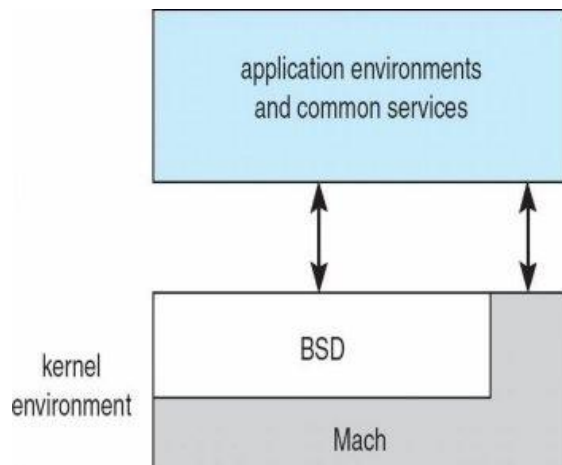 application environments
and common services
BSD
kernel
environment
Mach